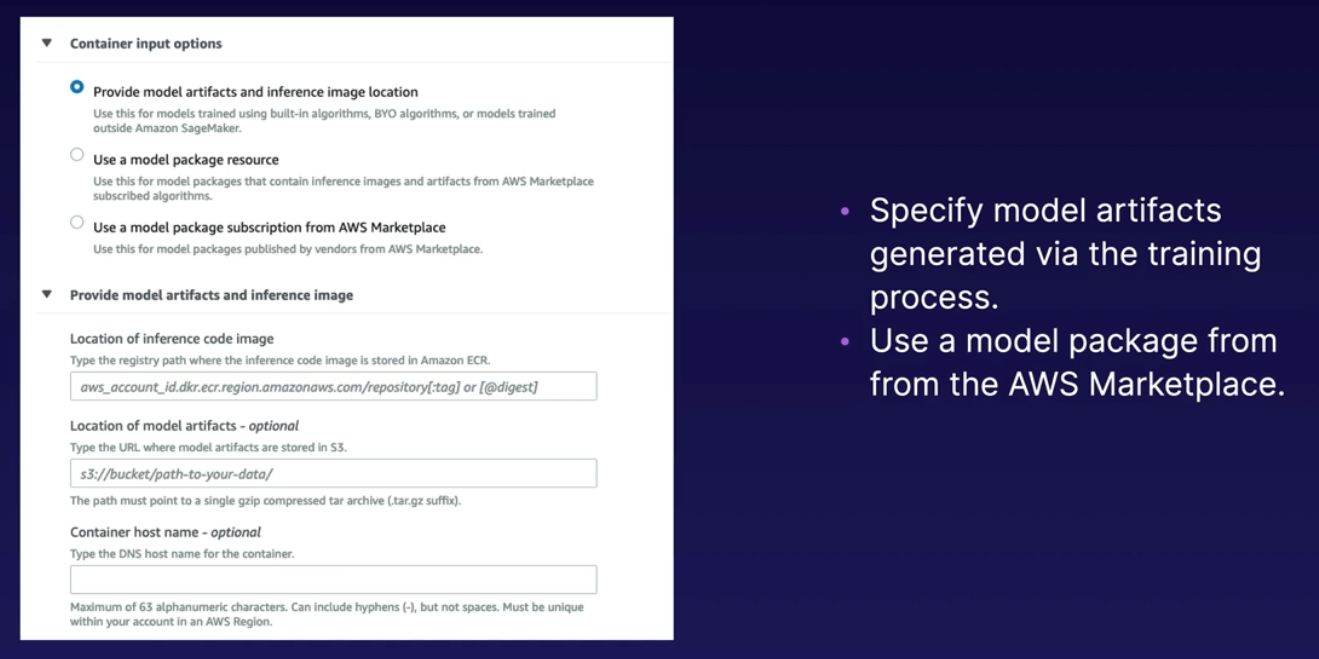 Container input options
Provide model artifacts and inference image location
Use this for models trained using built-in algorithms, BYO algorithms, or models trained
outside Amazon SageMaker.
Use a model package resource
Use this for model packages that contain inference images and artifacts from AWS Marketplace
subscribed algorithms.
Use a model package subscription from AWS Marketplace
Use this for model packages published by vendors from AWS Marketplace.
Provide model artifacts and inference image
Location of inference code image
Type the registry path where the inference code image is stored in Amazon ECR.
aws_account_id.dkr.ecr.region.amazonaws.com/repository[:tag] or [@digest]
Location of model artifacts - optional
Type the URL where model artifacts are stored in S3.
s3://bucket/path-to-your-data/
The path must point to a single gzip compressed tar archive (.tar.gz suffix).
Container host name - optional
Type the DNS host name for the container.
Maximum of 63 alphanumeric characters. Can include hyphens (-), but not spaces. Must be unique
within your account in an AWS Region.
• Specify model artifacts
generated via the training
process.
• Use a model package from
from the AWS Marketplace.